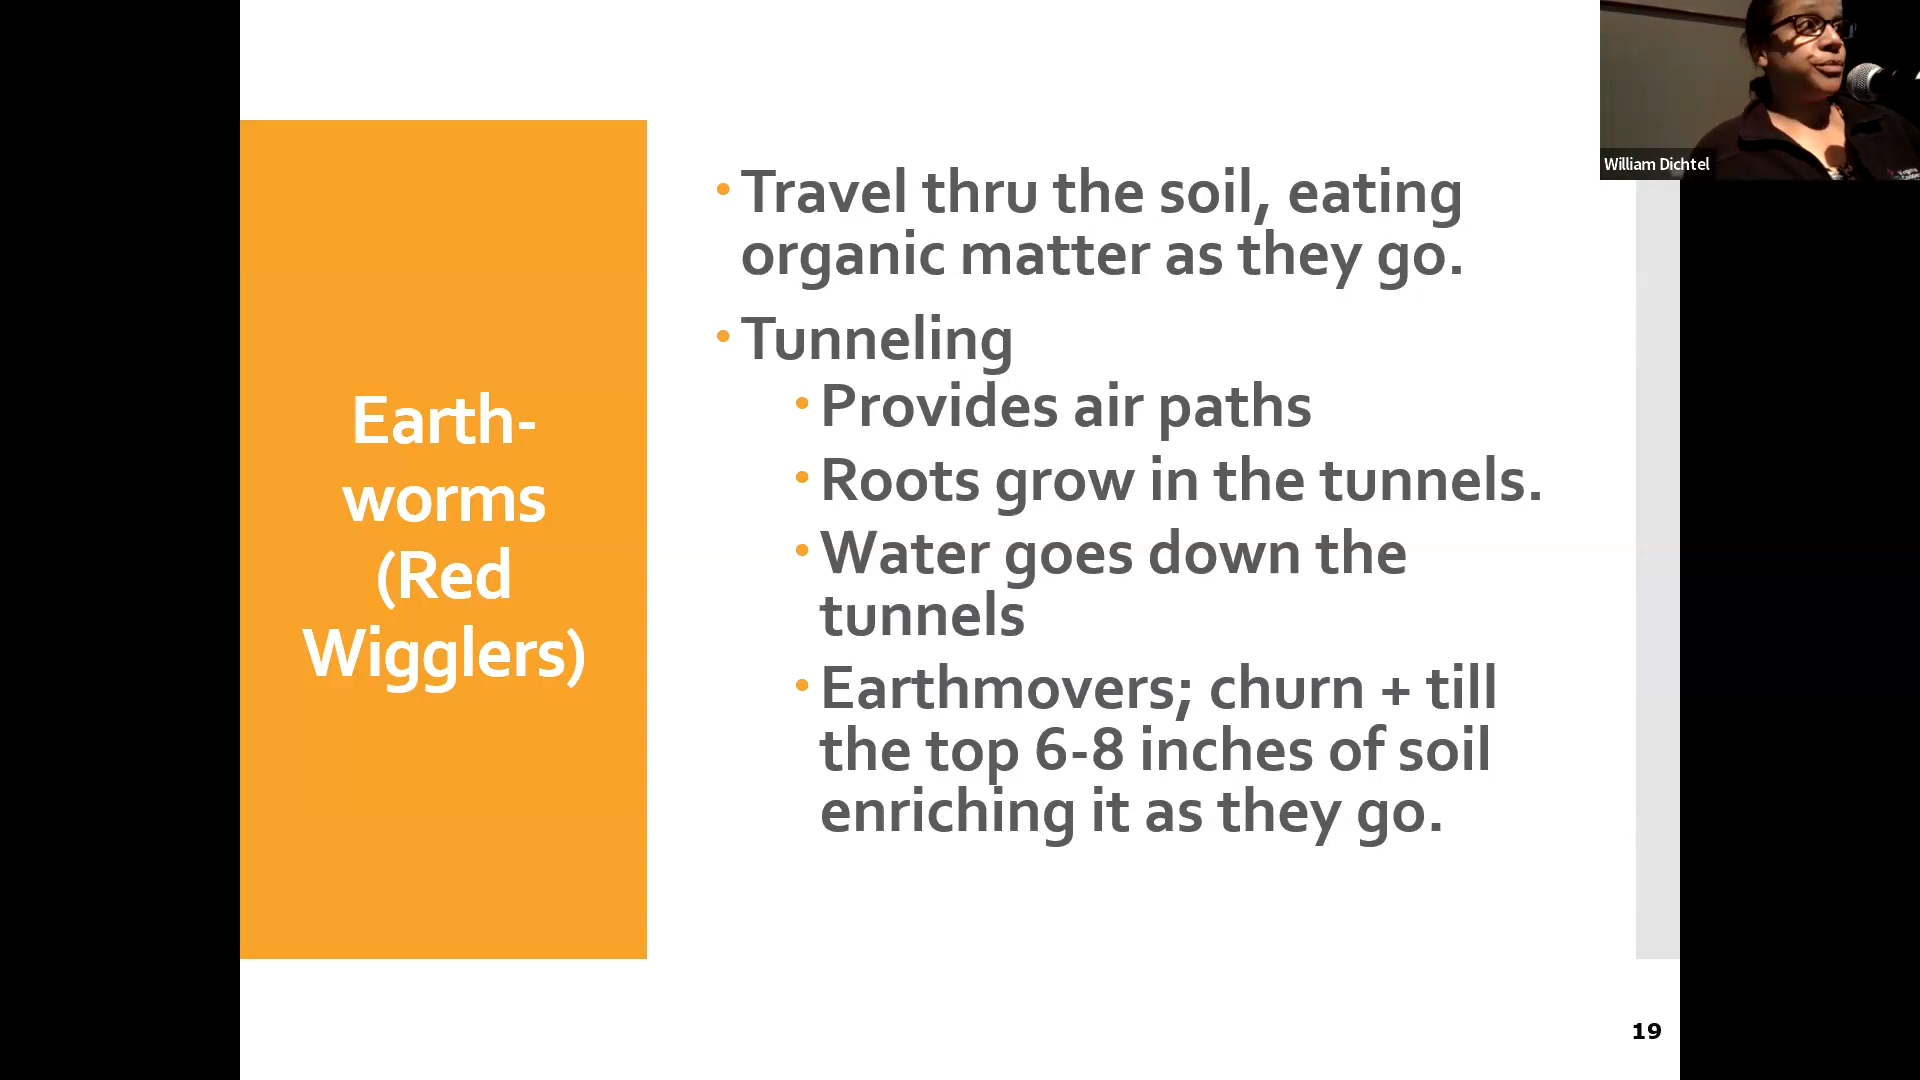 William Dichtel
Earth-
worms
(Red
Wigglers)
• Travel thru the soil, eating
organic matter as they go.
• Tunneling
• Provides air paths
• Roots grow in the tunnels.
• Water goes down the
tunnels
• Earthmovers; churn + till
the top 6-8 inches of soil
enriching it as they go.
19